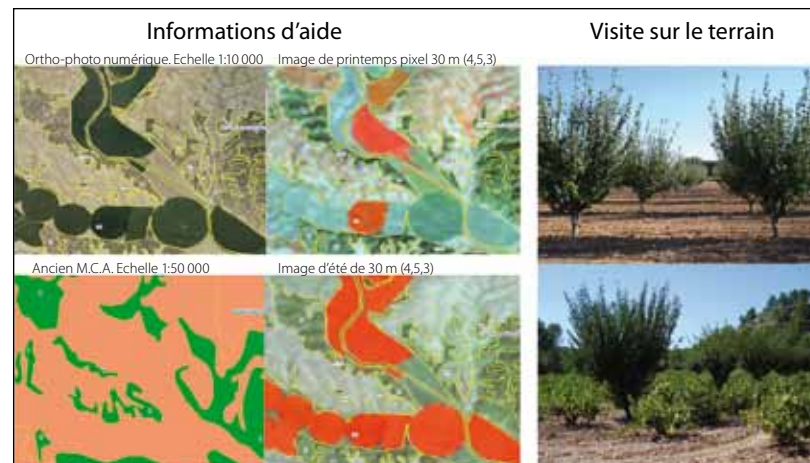 Informations d’aide
Visite sur le terrain
Ortho-photo numérique. Echelle 1:10 000
Image de printemps pixel 30 m (4,5,3)
Ancien M.C.A. Echelle 1:50 000
Image d’été de 30 m (4,5,3)